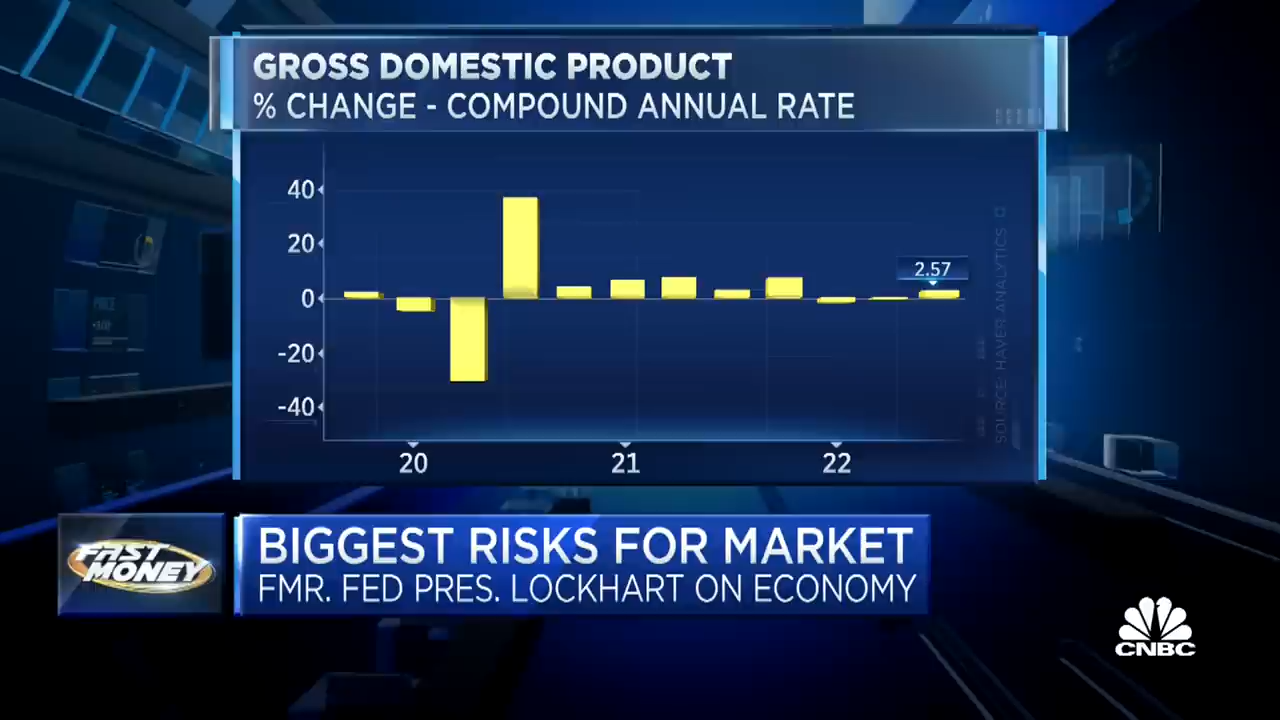 GROSS DOMESTIC PRODUCT
% CHANGE - COMPOUND ANNUAL RATE
40
20
0
-20
-40
2.57
20
21
22
SOURCE: HAVER ANALYTICS
BIGGEST RISKS FOR MARKET
FMR. FED PRES. LOCKHART ON ECONOMY
FAST
MONEY
CNBC